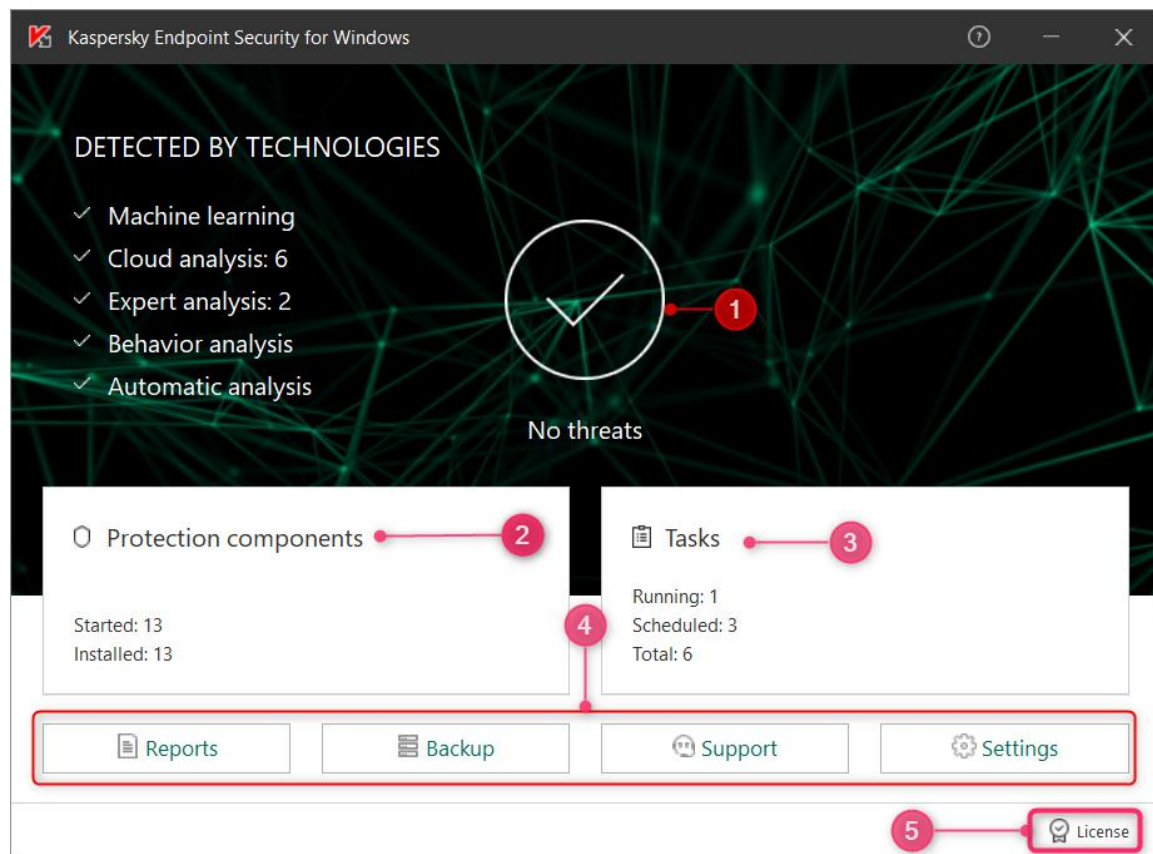 Kaspersky Endpoint Security for Windows
DETECTED BY TECHNOLOGIES
Machine learning
Cloud analysis: 6
Expert analysis: 2
Behavior analysis
Automatic analysis
1
No threats
Protection components
2
Started: 13
Installed: 13
Tasks
3
Running: 1
Scheduled: 3
Total: 6
4
Reports
Backup
Support
Settings
5
License